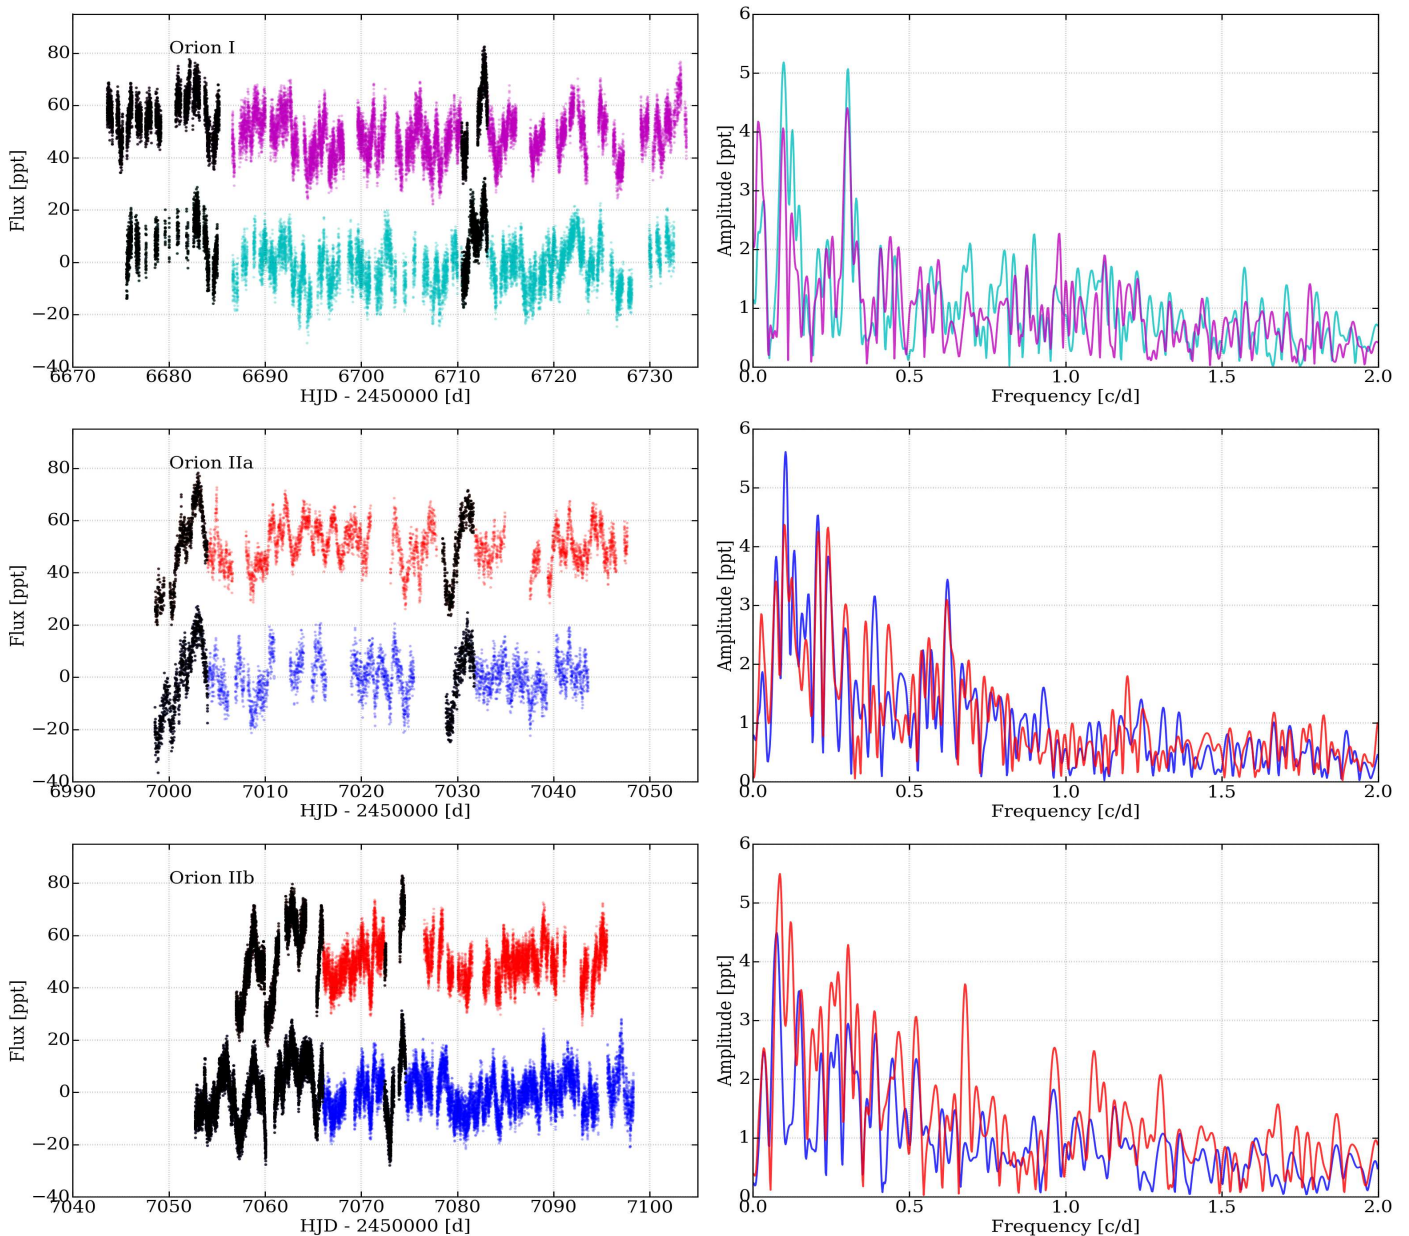 Orion I
Flux [ppt]
80
60
40
20
0
−20
−40
6670 6680 6690 6700 6710 6720 6730
HJD - 2450000 [d]
Amplitude [ppt]
6
5
4
3
2
1
0
0.0 0.5 1.0 1.5 2.0
Frequency [c/d]
Orion IIa
Flux [ppt]
80
60
40
20
0
−20
−40
6990 7000 7010 7020 7030 7040 7050
HJD - 2450000 [d]
Amplitude [ppt]
6
5
4
3
2
1
0
0.0 0.5 1.0 1.5 2.0
Frequency [c/d]
Orion IIb
Flux [ppt]
80
60
40
20
0
−20
−40
7040 7050 7060 7070 7080 7090 7100
HJD - 2450000 [d]
Amplitude [ppt]
6
5
4
3
2
1
0
0.0 0.5 1.0 1.5 2.0
Frequency [c/d]